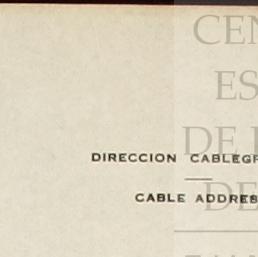 CEN
ES
DE
DIRECCION CABLEGR
CABLE ADDRES
DE